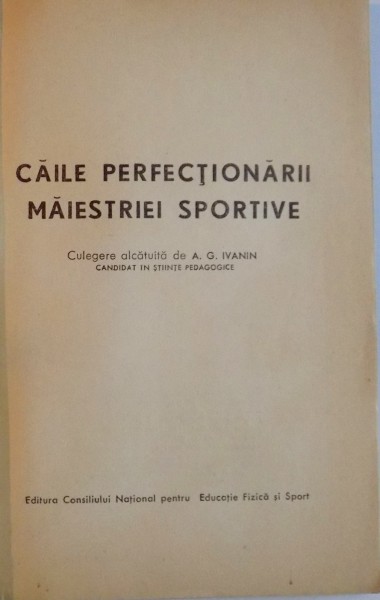 CĂILE PERFECŢIONĂRII
MĂIESTRIEI SPORTIVE
Culegere alcătuită de A. G. IVANIN
CANDIDAT IN ŞTIINŢE PEDAGOGICE
Editura Consiliului Naţional pentru Educaţie Fizică şi Sport